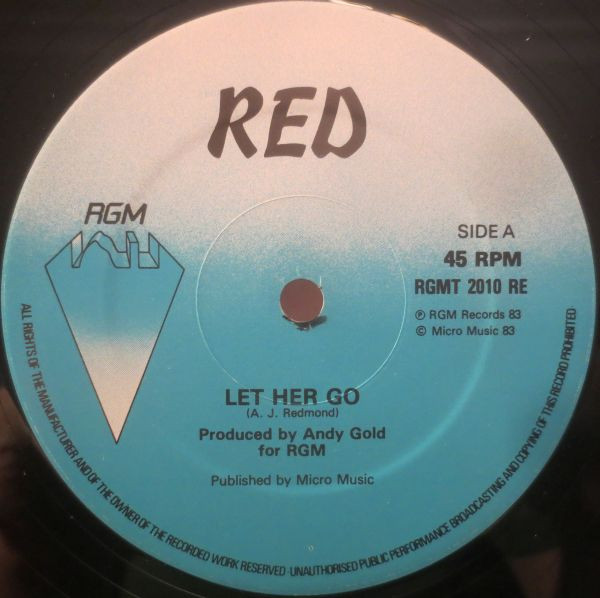 RED
RGM
SIDE A
45 RPM
RGMT 2010 RE
℗ RGM Records 83
© Micro Music 83
LET HER GO
(A. J. Redmond)
Produced by Andy Gold
for RGM
Published by Micro Music
ALL RIGHTS OF THE MANUFACTURER AND OF THE OWNER OF THE RECORDED WORK RESERVED · UNAUTHORISED PUBLIC PERFORMANCE BROADCASTING AND COPYING OF THIS RECORD PROHIBITED